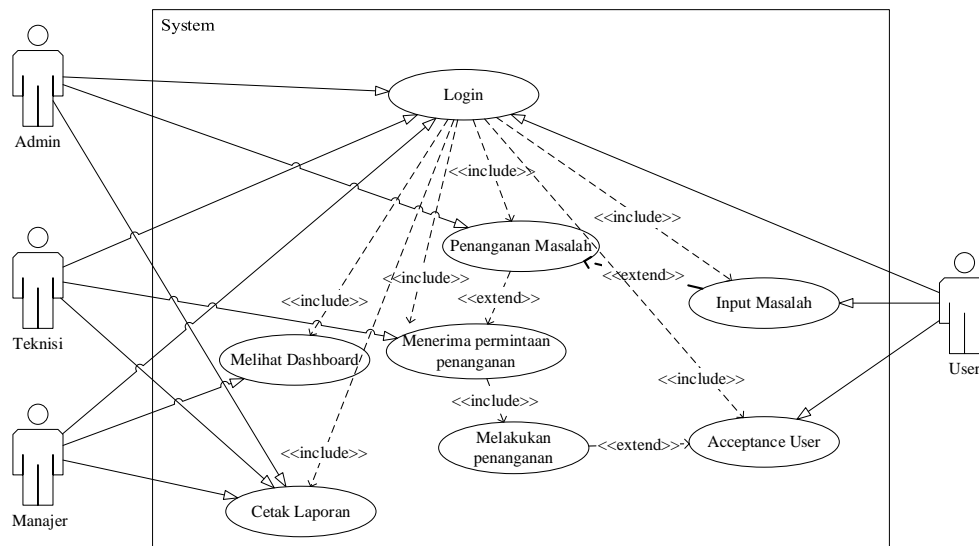 System
Admin
Login
<<include>>
<<include>>
Penanganan Masalah
Teknisi
<<include>>
<<extend>>
<<include>>
<<extend>>
Input Masalah
User
Melihat Dashboard
Menerima permintaan
penanganan
<<include>>
<<include>>
Melakukan
penanganan
<<extend>>
Acceptance User
<<include>>
Manajer
Cetak Laporan